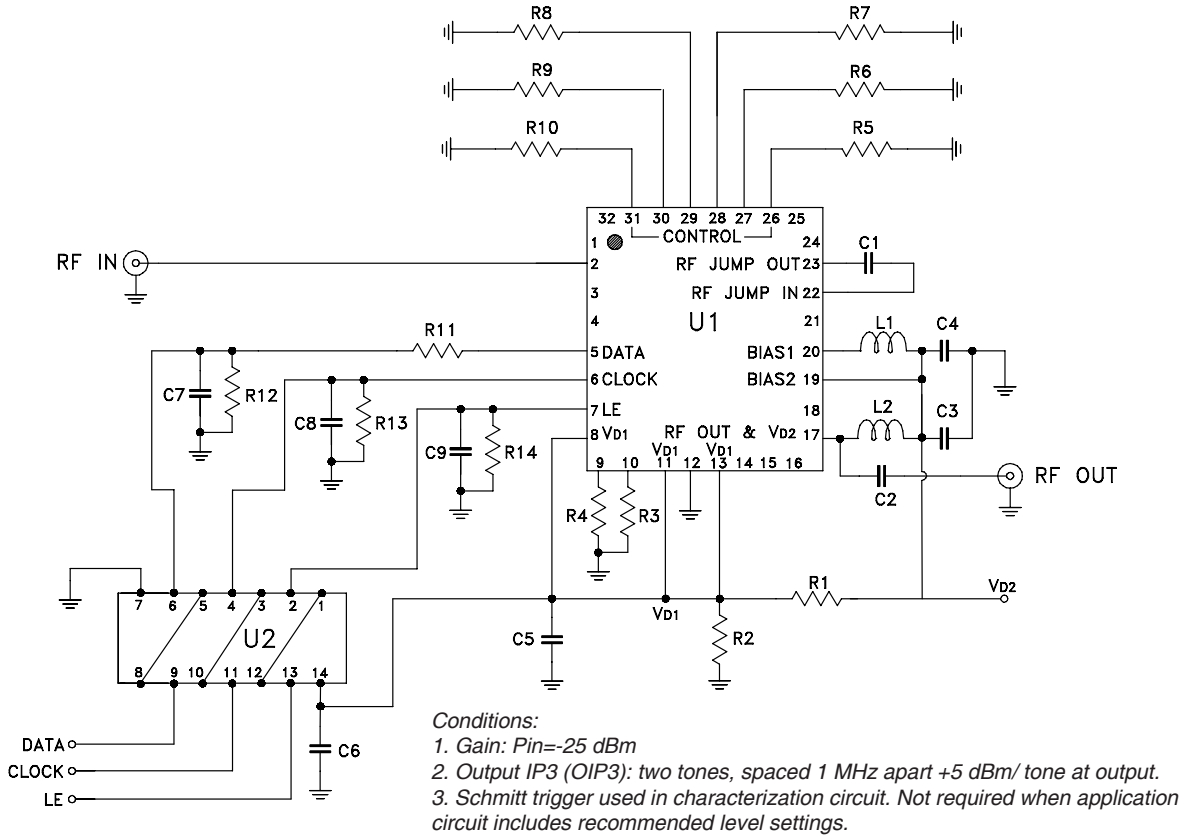 R8 R7
R9 R6
R10 R5
32 31 30 29 28 27 26 25
CONTROL
1 24
RF IN 2 RF JUMP OUT 23 C1
3 RF JUMP IN 22
4 U1 21
R11 5 DATA BIAS1 20 L1 C4
C7 R12 6 CLOCK BIAS2 19
C8 R13 7 LE 18 L2 C3
C9 R14 8 VD1 RF OUT & VD2 17
VD1 VD1
9 10 11 12 13 14 15 16
C2 RF OUT
R4 R3
R1 VD2
VD1
7 6 5 4 3 2 1
U2 C5 R2
8 9 10 11 12 13 14
DATA C6
CLOCK
LE
Conditions:
1. Gain: Pin=-25 dBm
2. Output IP3 (OIP3): two tones, spaced 1 MHz apart +5 dBm/ tone at output.
3. Schmitt trigger used in characterization circuit. Not required when application
circuit includes recommended level settings.